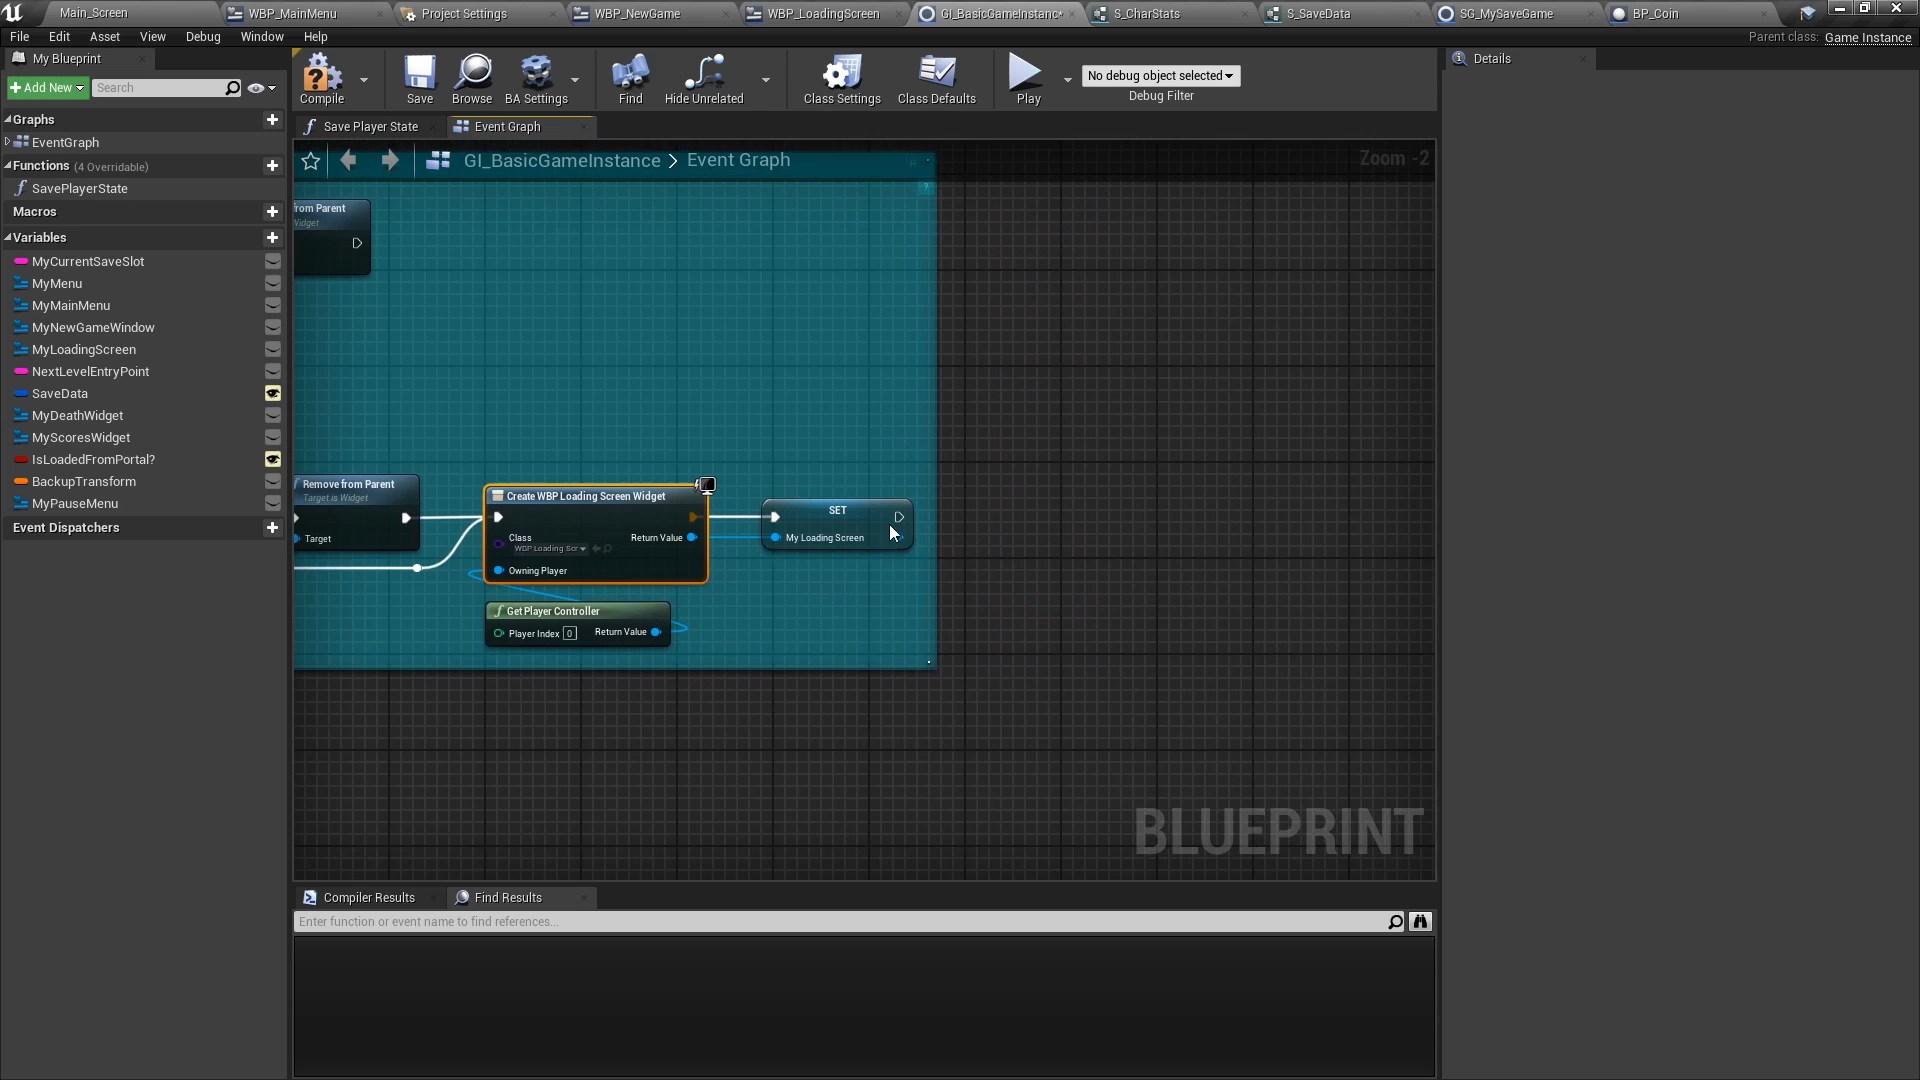 Main_Screen
WBP_MainMenu
Project Settings
WBP_NewGame
WBP_LoadingScreen
GI_BasicGameInstanc*
S_CharStats
S_SaveData
SG_MySaveGame
BP_Coin
File Edit Asset View Debug Window Help
Parent class: Game Instance
My Blueprint
Add New
Search
Compile
Save
Browse
BA Settings
Find
Hide Unrelated
Class Settings
Class Defaults
Play
No debug object selected
Debug Filter
Details
Graphs
EventGraph
Functions (4 Overridable)
SavePlayerState
Macros
Variables
MyCurrentSaveSlot
MyMenu
MyMainMenu
MyNewGameWindow
MyLoadingScreen
NextLevelEntryPoint
SaveData
MyDeathWidget
MyScoresWidget
IsLoadedFromPortal?
BackupTransform
MyPauseMenu
Event Dispatchers
Save Player State
Event Graph
GI_BasicGameInstance > Event Graph
Zoom -2
from Parent
Widget
Remove from Parent
Target is Widget
Target
Create WBP Loading Screen Widget
Class
WBP Loading Scr
Return Value
Owning Player
SET
My Loading Screen
Get Player Controller
Player Index 0
Return Value
BLUEPRINT
Compiler Results
Find Results
Enter function or event name to find references...